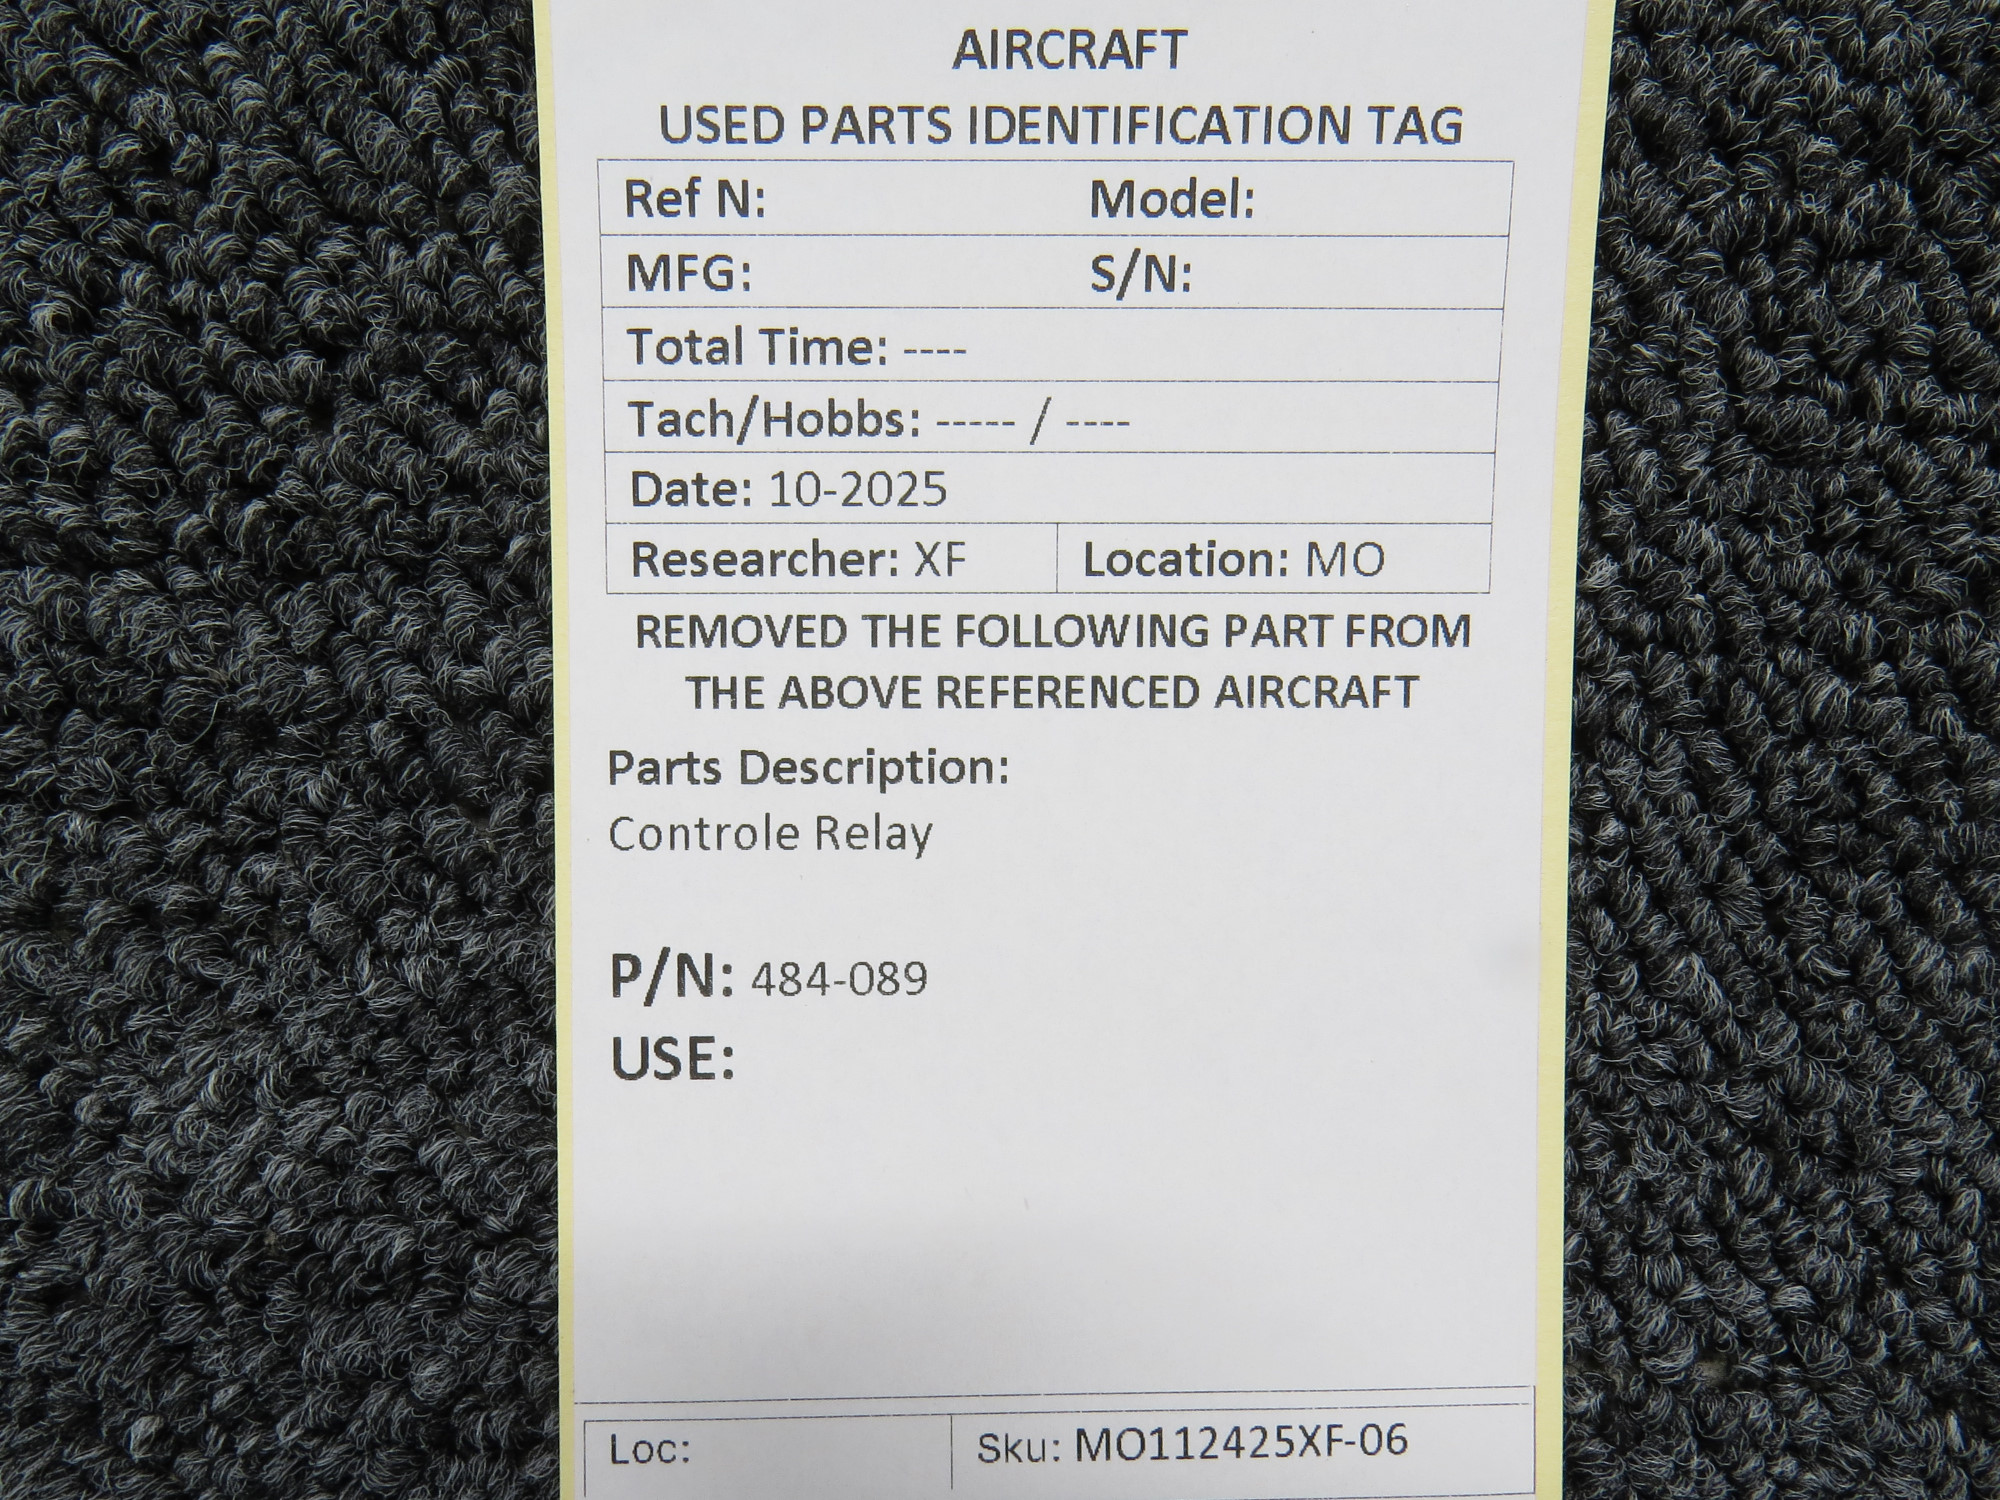 AIRCRAFT
USED PARTS IDENTIFICATION TAG
Ref N: Model:
MFG: S/N:
Total Time: ----
Tach/Hobbs: ----- / ----
Date: 10-2025
Researcher: XF Location: MO
REMOVED THE FOLLOWING PART FROM
THE ABOVE REFERENCED AIRCRAFT
Parts Description:
Controle Relay
P/N: 484-089
USE:
Loc: Sku: MO112425XF-06